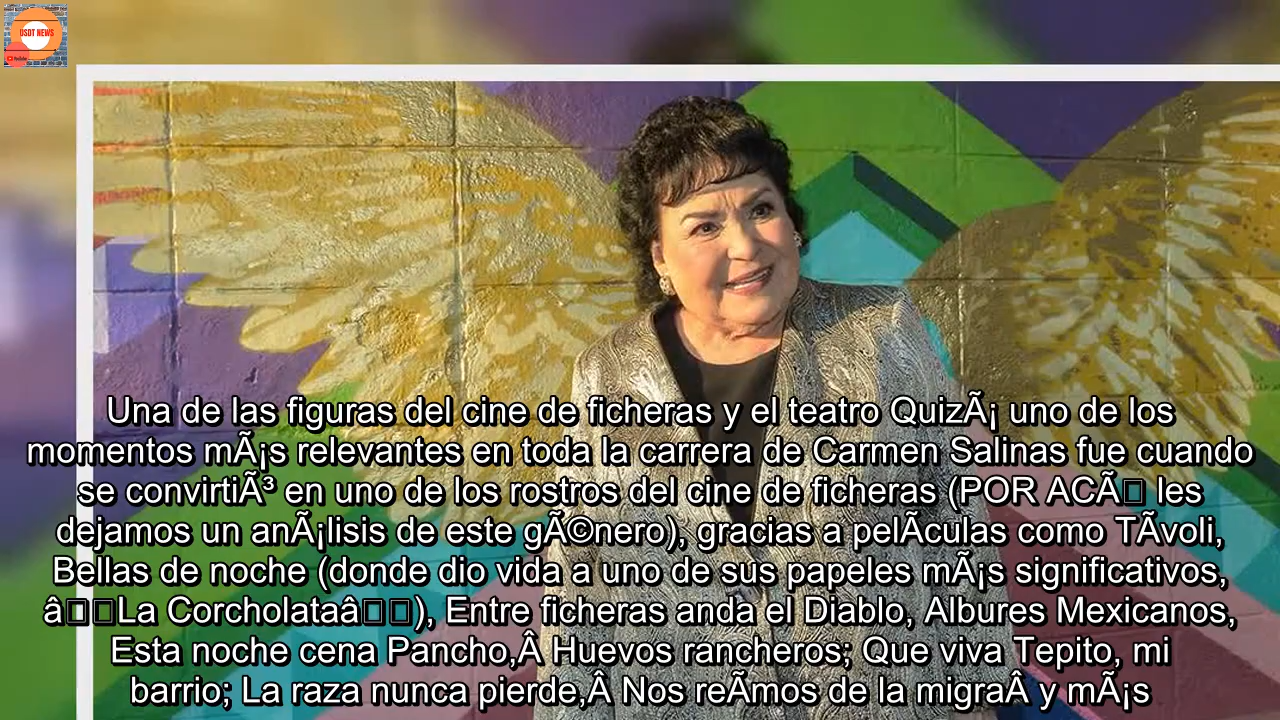 USDT NEWS
YouTube
Una de las figuras del cine de ficheras y el teatro QuizÃ¡ uno de los
momentos mÃ¡s relevantes en toda la carrera de Carmen Salinas fue cuando
se convirtiÃ³ en uno de los rostros del cine de ficheras (POR ACÃ□ les
dejamos un anÃ¡lisis de este gÃ©nero), gracias a pelÃculas como TÃvoli,
Bellas de noche (donde dio vida a uno de sus papeles mÃ¡s significativos,
â□□La Corcholataâ□□), Entre ficheras anda el Diablo, Albures Mexicanos,
Esta noche cena Pancho,Â Huevos rancheros; Que viva Tepito, mi
barrio; La raza nunca pierde,Â Nos reÃmos de la migraÂ y mÃ¡s